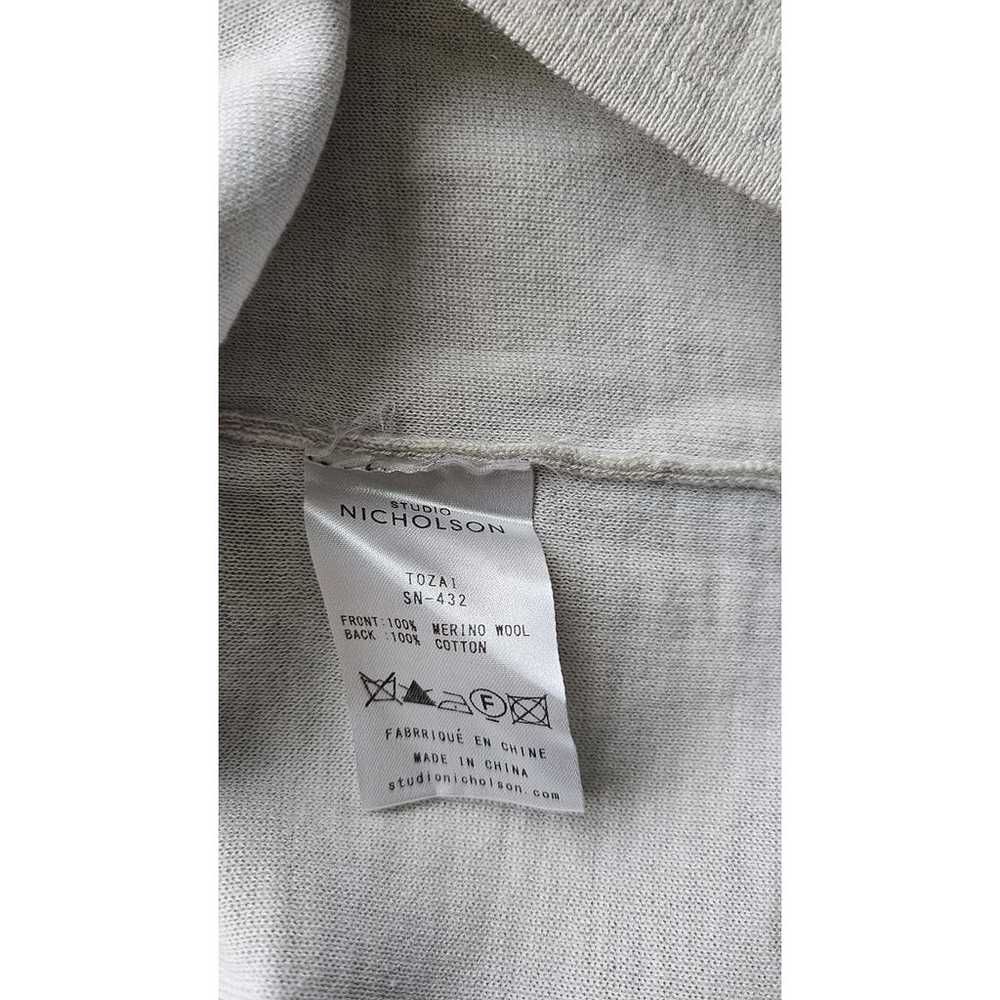 STUDIO
NICHOLSON
TOZAI
SN-432
FRONT:100% MERINO WOOL
BACK :100% COTTON
F
FABRRIQUÉ EN CHINE
MADE IN CHINA
studionicholson.com